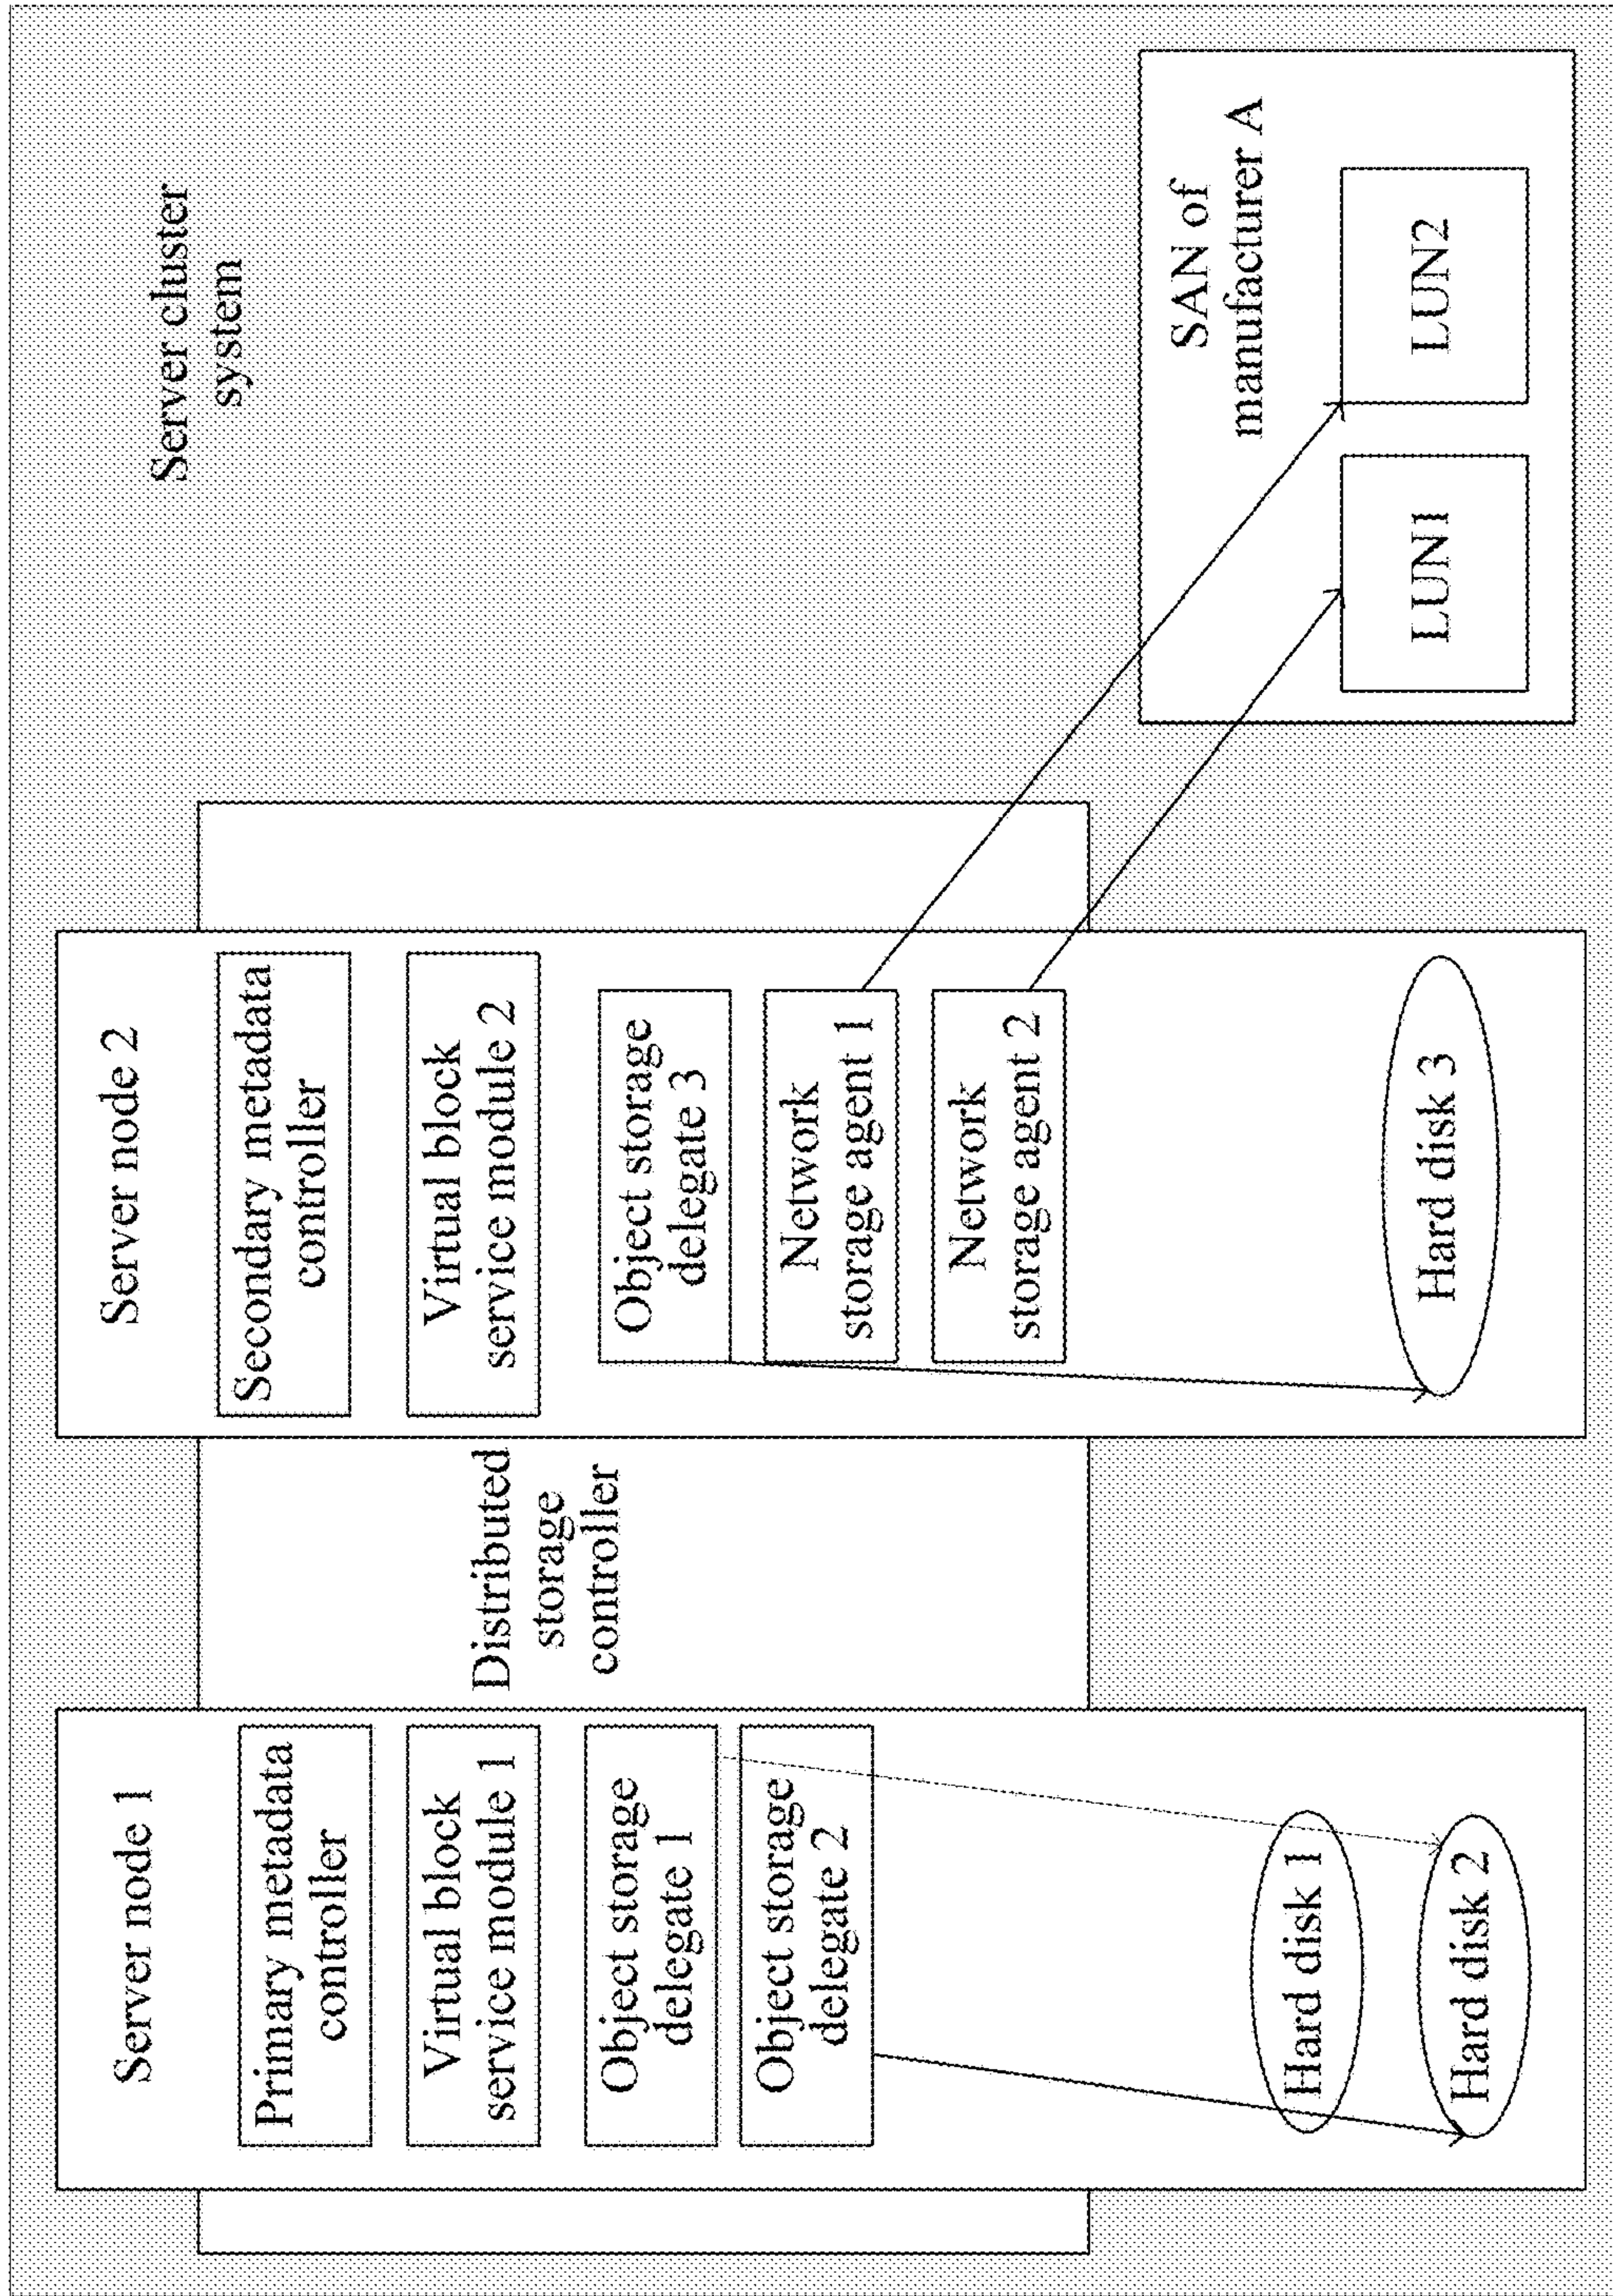 Server cluster
system
Server node 1
Primary metadata
controller
Virtual block
service module 1
Object storage
delegate 1
Object storage
delegate 2
Hard disk 1
Hard disk 2
Distributed
storage
controller
Server node 2
Secondary metadata
controller
Virtual block
service module 2
Object storage
delegate 3
Network
storage agent 1
Network
storage agent 2
Hard disk 3
SAN of
manufacturer A
LUN1
LUN2